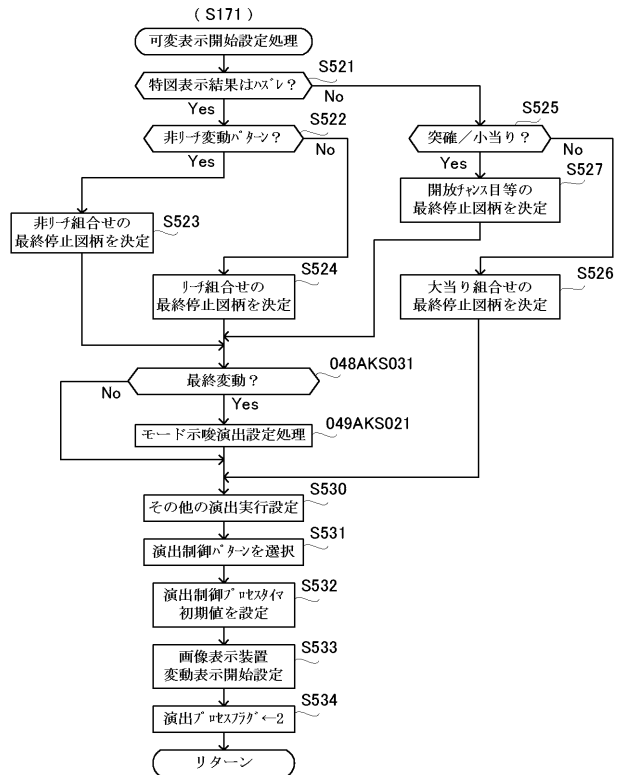 ( S171 )
可変表示開始設定処理
S521
特図表示結果はハズレ？
Yes
No
S522
非リーチ変動パターン？
Yes
No
S525
突確／小当り？
Yes
No
S527
開放チャンス目等の
最終停止図柄を決定
S523
非リーチ組合せの
最終停止図柄を決定
S524
リーチ組合せの
最終停止図柄を決定
S526
大当り組合せの
最終停止図柄を決定
048AKS031
最終変動？
No
Yes
049AKS021
モード示唆演出設定処理
S530
その他の演出実行設定
S531
演出制御パターンを選択
S532
演出制御プロセスタイマ
初期値を設定
S533
画像表示装置
変動表示開始設定
S534
演出プロセスフラグ←2
リターン